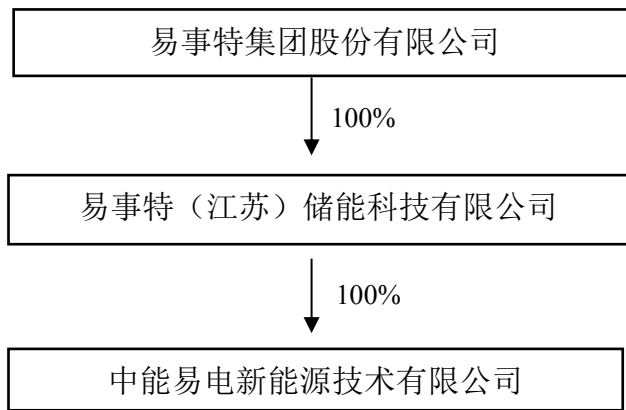 易事特集团股份有限公司
100%
易事特（江苏）储能科技有限公司
100%
中能易电新能源技术有限公司